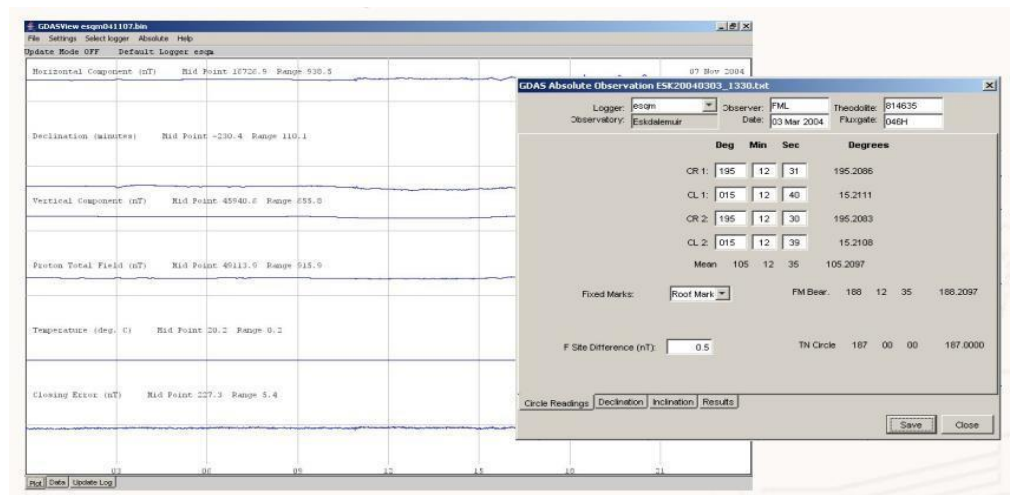 GDASView esqm041107.bin
File Settings Select logger Absolute Help
Update Mode OFF Default Logger esqm
Horizontal Component (nT) Mid Point 18726.9 Range 938.5 07 Nov 2004
Declination (minutes) Mid Point -230.4 Range 110.1
Vertical Component (nT) Mid Point 45940.8 Range 855.0
Proton Total Field (nT) Mid Point 49113.9 Range 915.9
Temperature (deg. C) Mid Point 20.2 Range 0.2
Closing Error (nT) Mid Point 227.3 Range 5.4
03 06 09 12 15 18 21
Plot Data Update Log
GDAS Absolute Observation ESK20040303_1330.txt
Logger: esqm Observer: FML Theodolite: 814635
Observatory: Eskdalemuir Date: 03 Mar 2004 Fluxgate: 046H
Deg Min Sec Degrees
CR 1: 195 12 31 195.2086
CL 1: 015 12 40 15.2111
CR 2: 195 12 30 195.2083
CL 2: 015 12 39 15.2108
Mean 105 12 35 105.2097
Fixed Marks: Roof Mark FM Bear. 188 12 35 188.2097
F Site Difference (nT): 0.5 TN Circle 187 00 00 187.0000
Circle Readings Declination Inclination Results
Save Close